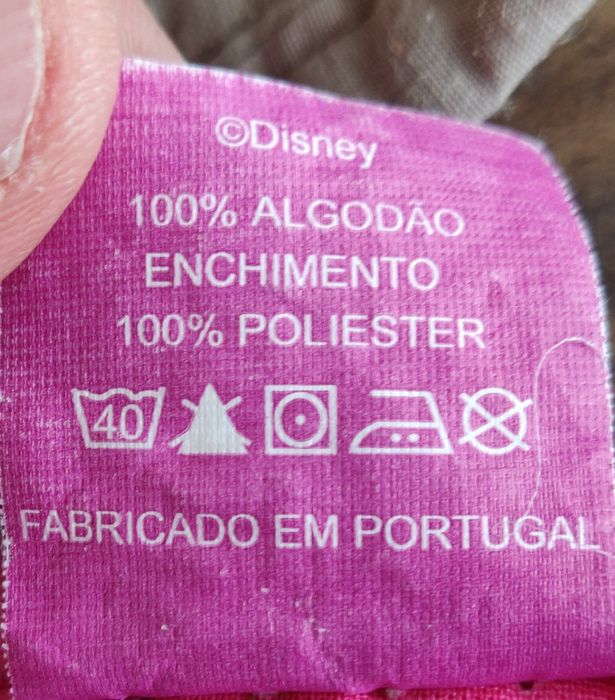 ©Disney
100% ALGODÃO
ENCHIMENTO
100% POLIESTER
40
FABRICADO EM PORTUGAL